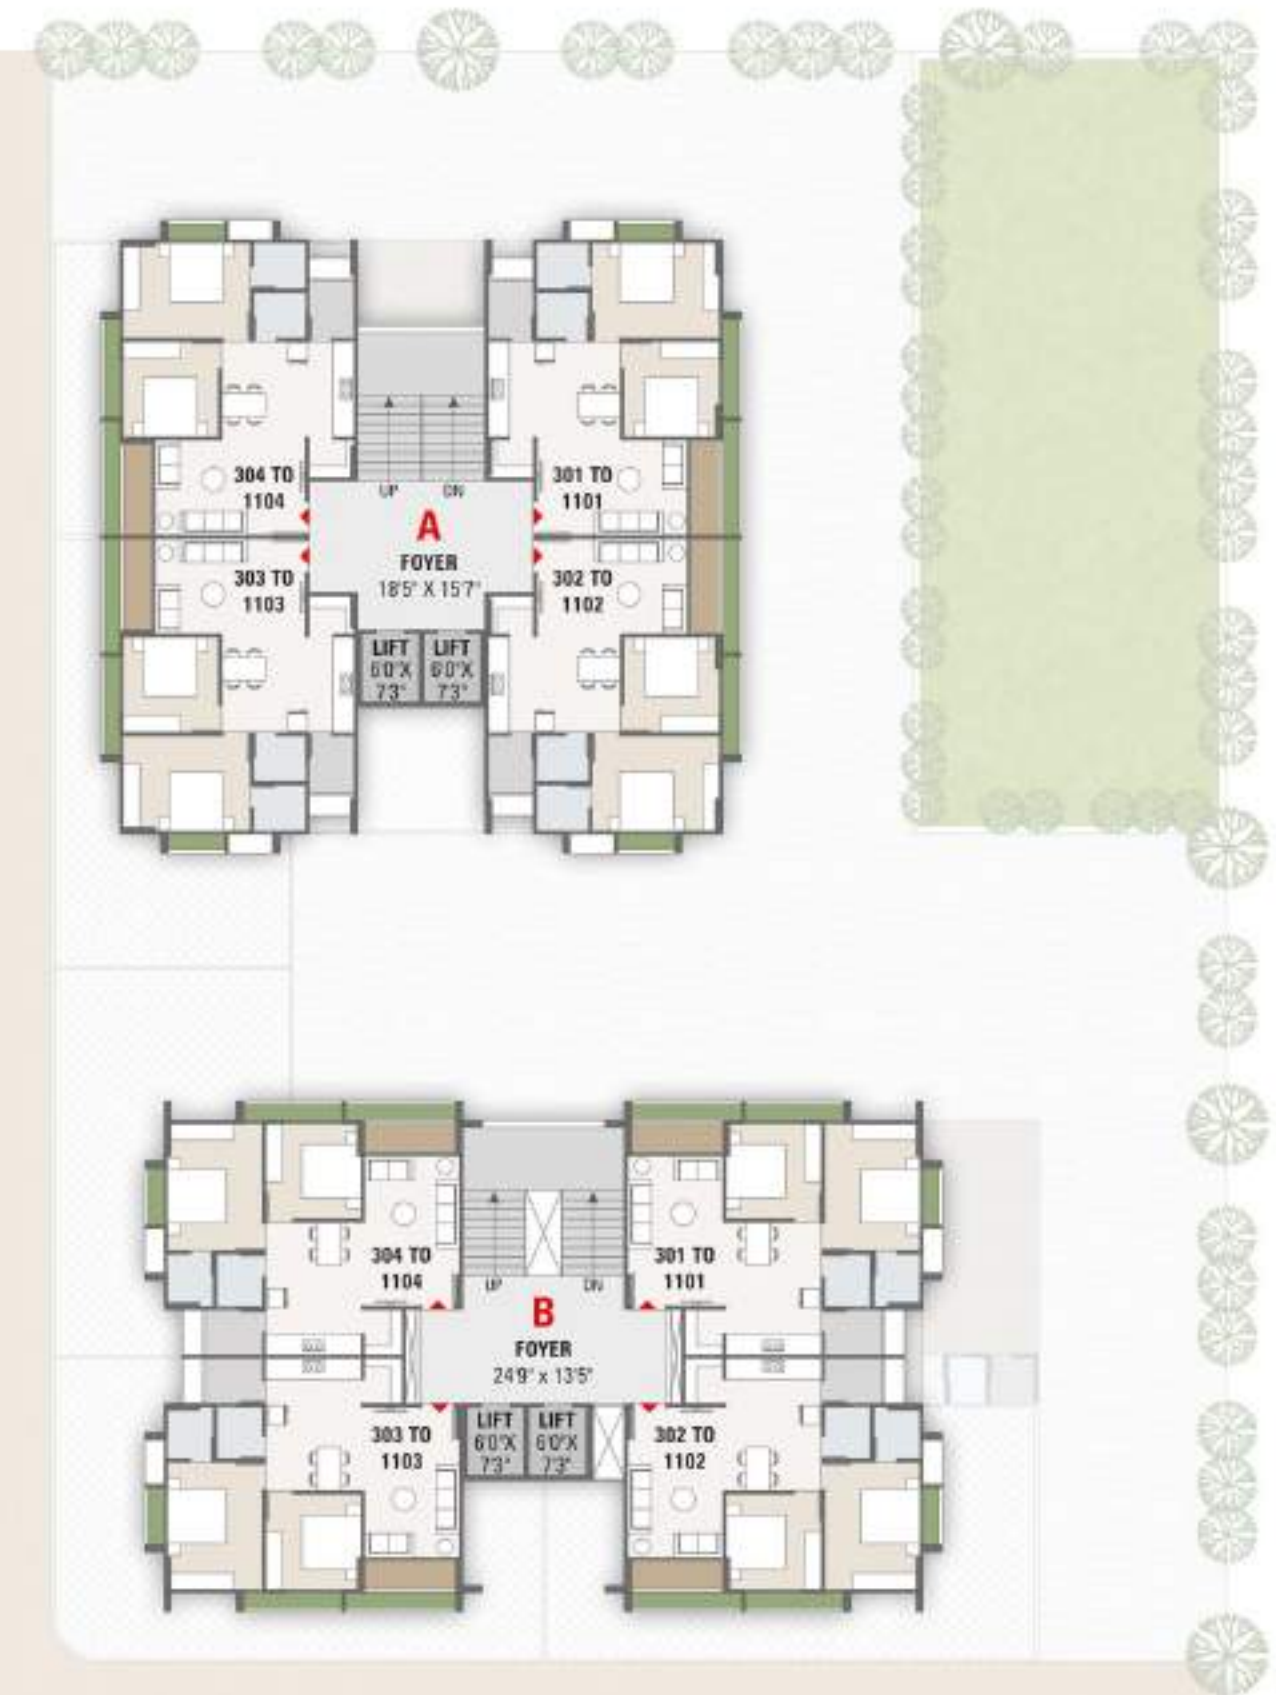 304 TO
1104
301 TO
1101
UP
DN
A
FOYER
18'5" X 15'7"
303 TO
1103
302 TO
1102
LIFT
6'0"X
7'3"
LIFT
6'0"X
7'3"
304 TO
1104
301 TO
1101
UP
DN
B
FOYER
24'9" x 13'5"
303 TO
1103
LIFT
6'0"X
7'3"
LIFT
6'0"X
7'3"
302 TO
1102